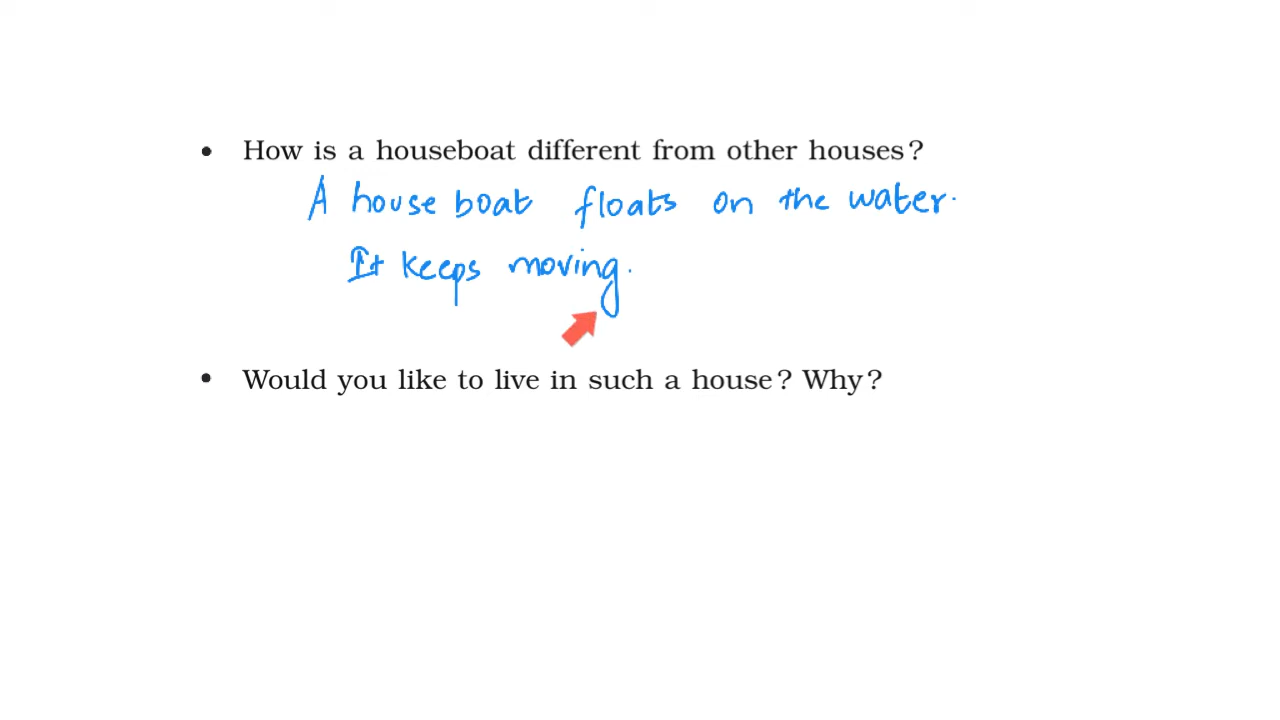 • How is a houseboat different from other houses?
A house boat floats on the water.
It keeps moving.
• Would you like to live in such a house? Why?